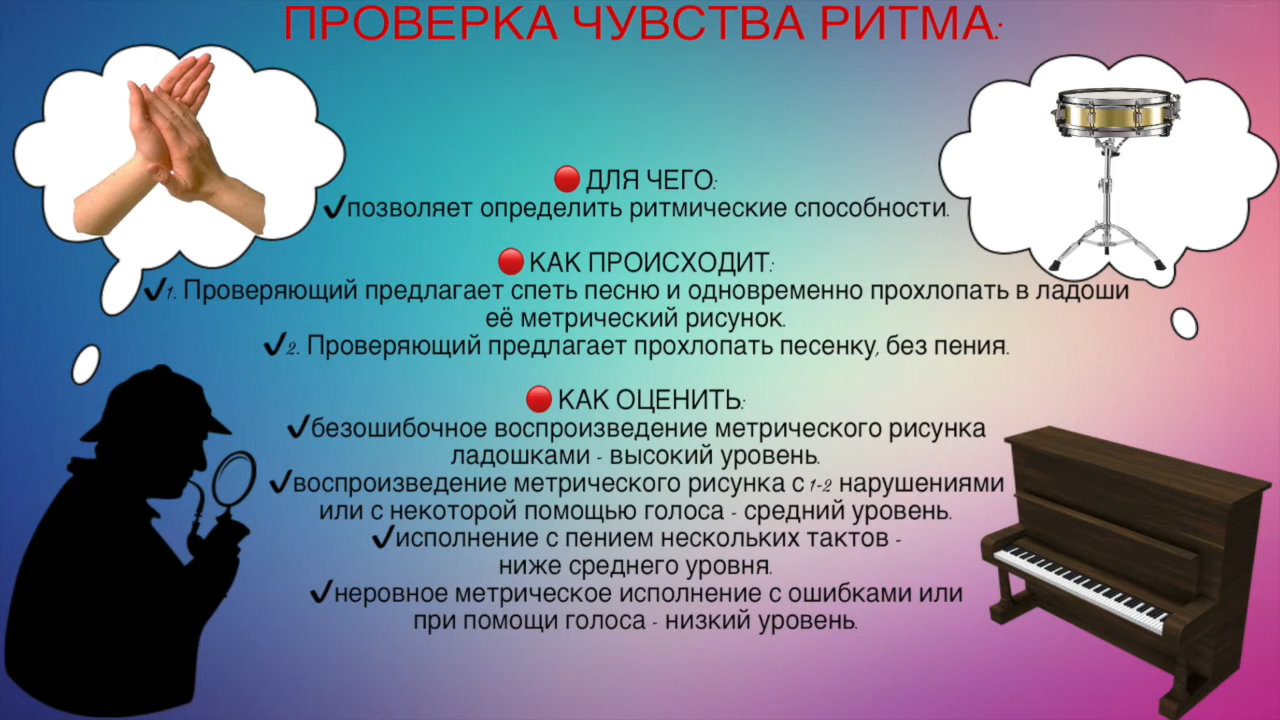 ПРОВЕРКА ЧУВСТВА РИТМА:
🔴 ДЛЯ ЧЕГО:
✔позволяет определить ритмические способности.
🔴 КАК ПРОИСХОДИТ:
✔1. Проверяющий предлагает спеть песню и одновременно прохлопать в ладоши
её метрический рисунок.
✔2. Проверяющий предлагает прохлопать песенку, без пения.
🔴 КАК ОЦЕНИТЬ:
✔безошибочное воспроизведение метрического рисунка
ладошками - высокий уровень.
✔воспроизведение метрического рисунка с 1-2 нарушениями
или с некоторой помощью голоса - средний уровень.
✔исполнение с пением нескольких тактов -
ниже среднего уровня.
✔неровное метрическое исполнение с ошибками или
при помощи голоса - низкий уровень.